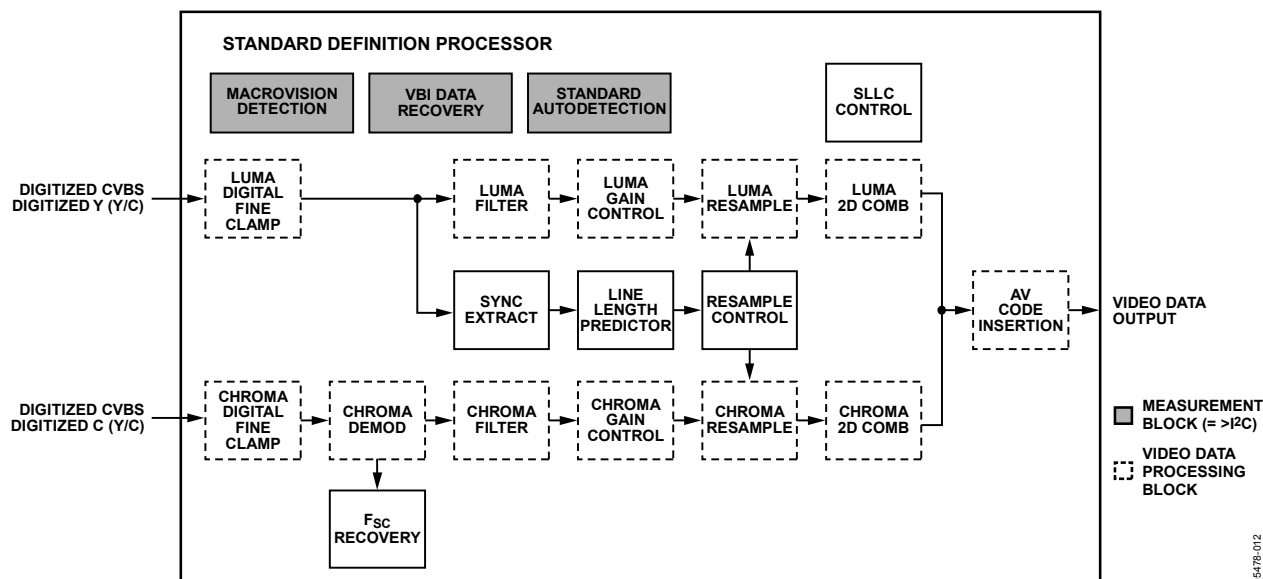 STANDARD DEFINITION PROCESSOR
MACROVISION
DETECTION
VBI DATA
RECOVERY
STANDARD
AUTODETECTION
SLLC
CONTROL
DIGITIZED CVBS
DIGITIZED Y (Y/C)
LUMA
DIGITAL
FINE
CLAMP
LUMA
FILTER
LUMA
GAIN
CONTROL
LUMA
RESAMPLE
LUMA
2D COMB
SYNC
EXTRACT
LINE
LENGTH
PREDICTOR
RESAMPLE
CONTROL
AV
CODE
INSERTION
VIDEO DATA
OUTPUT
DIGITIZED CVBS
DIGITIZED C (Y/C)
CHROMA
DIGITAL
FINE
CLAMP
CHROMA
DEMOD
CHROMA
FILTER
CHROMA
GAIN
CONTROL
CHROMA
RESAMPLE
CHROMA
2D COMB
FSC
RECOVERY
MEASUREMENT
BLOCK (= >I²C)
VIDEO DATA
PROCESSING
BLOCK
05478-012